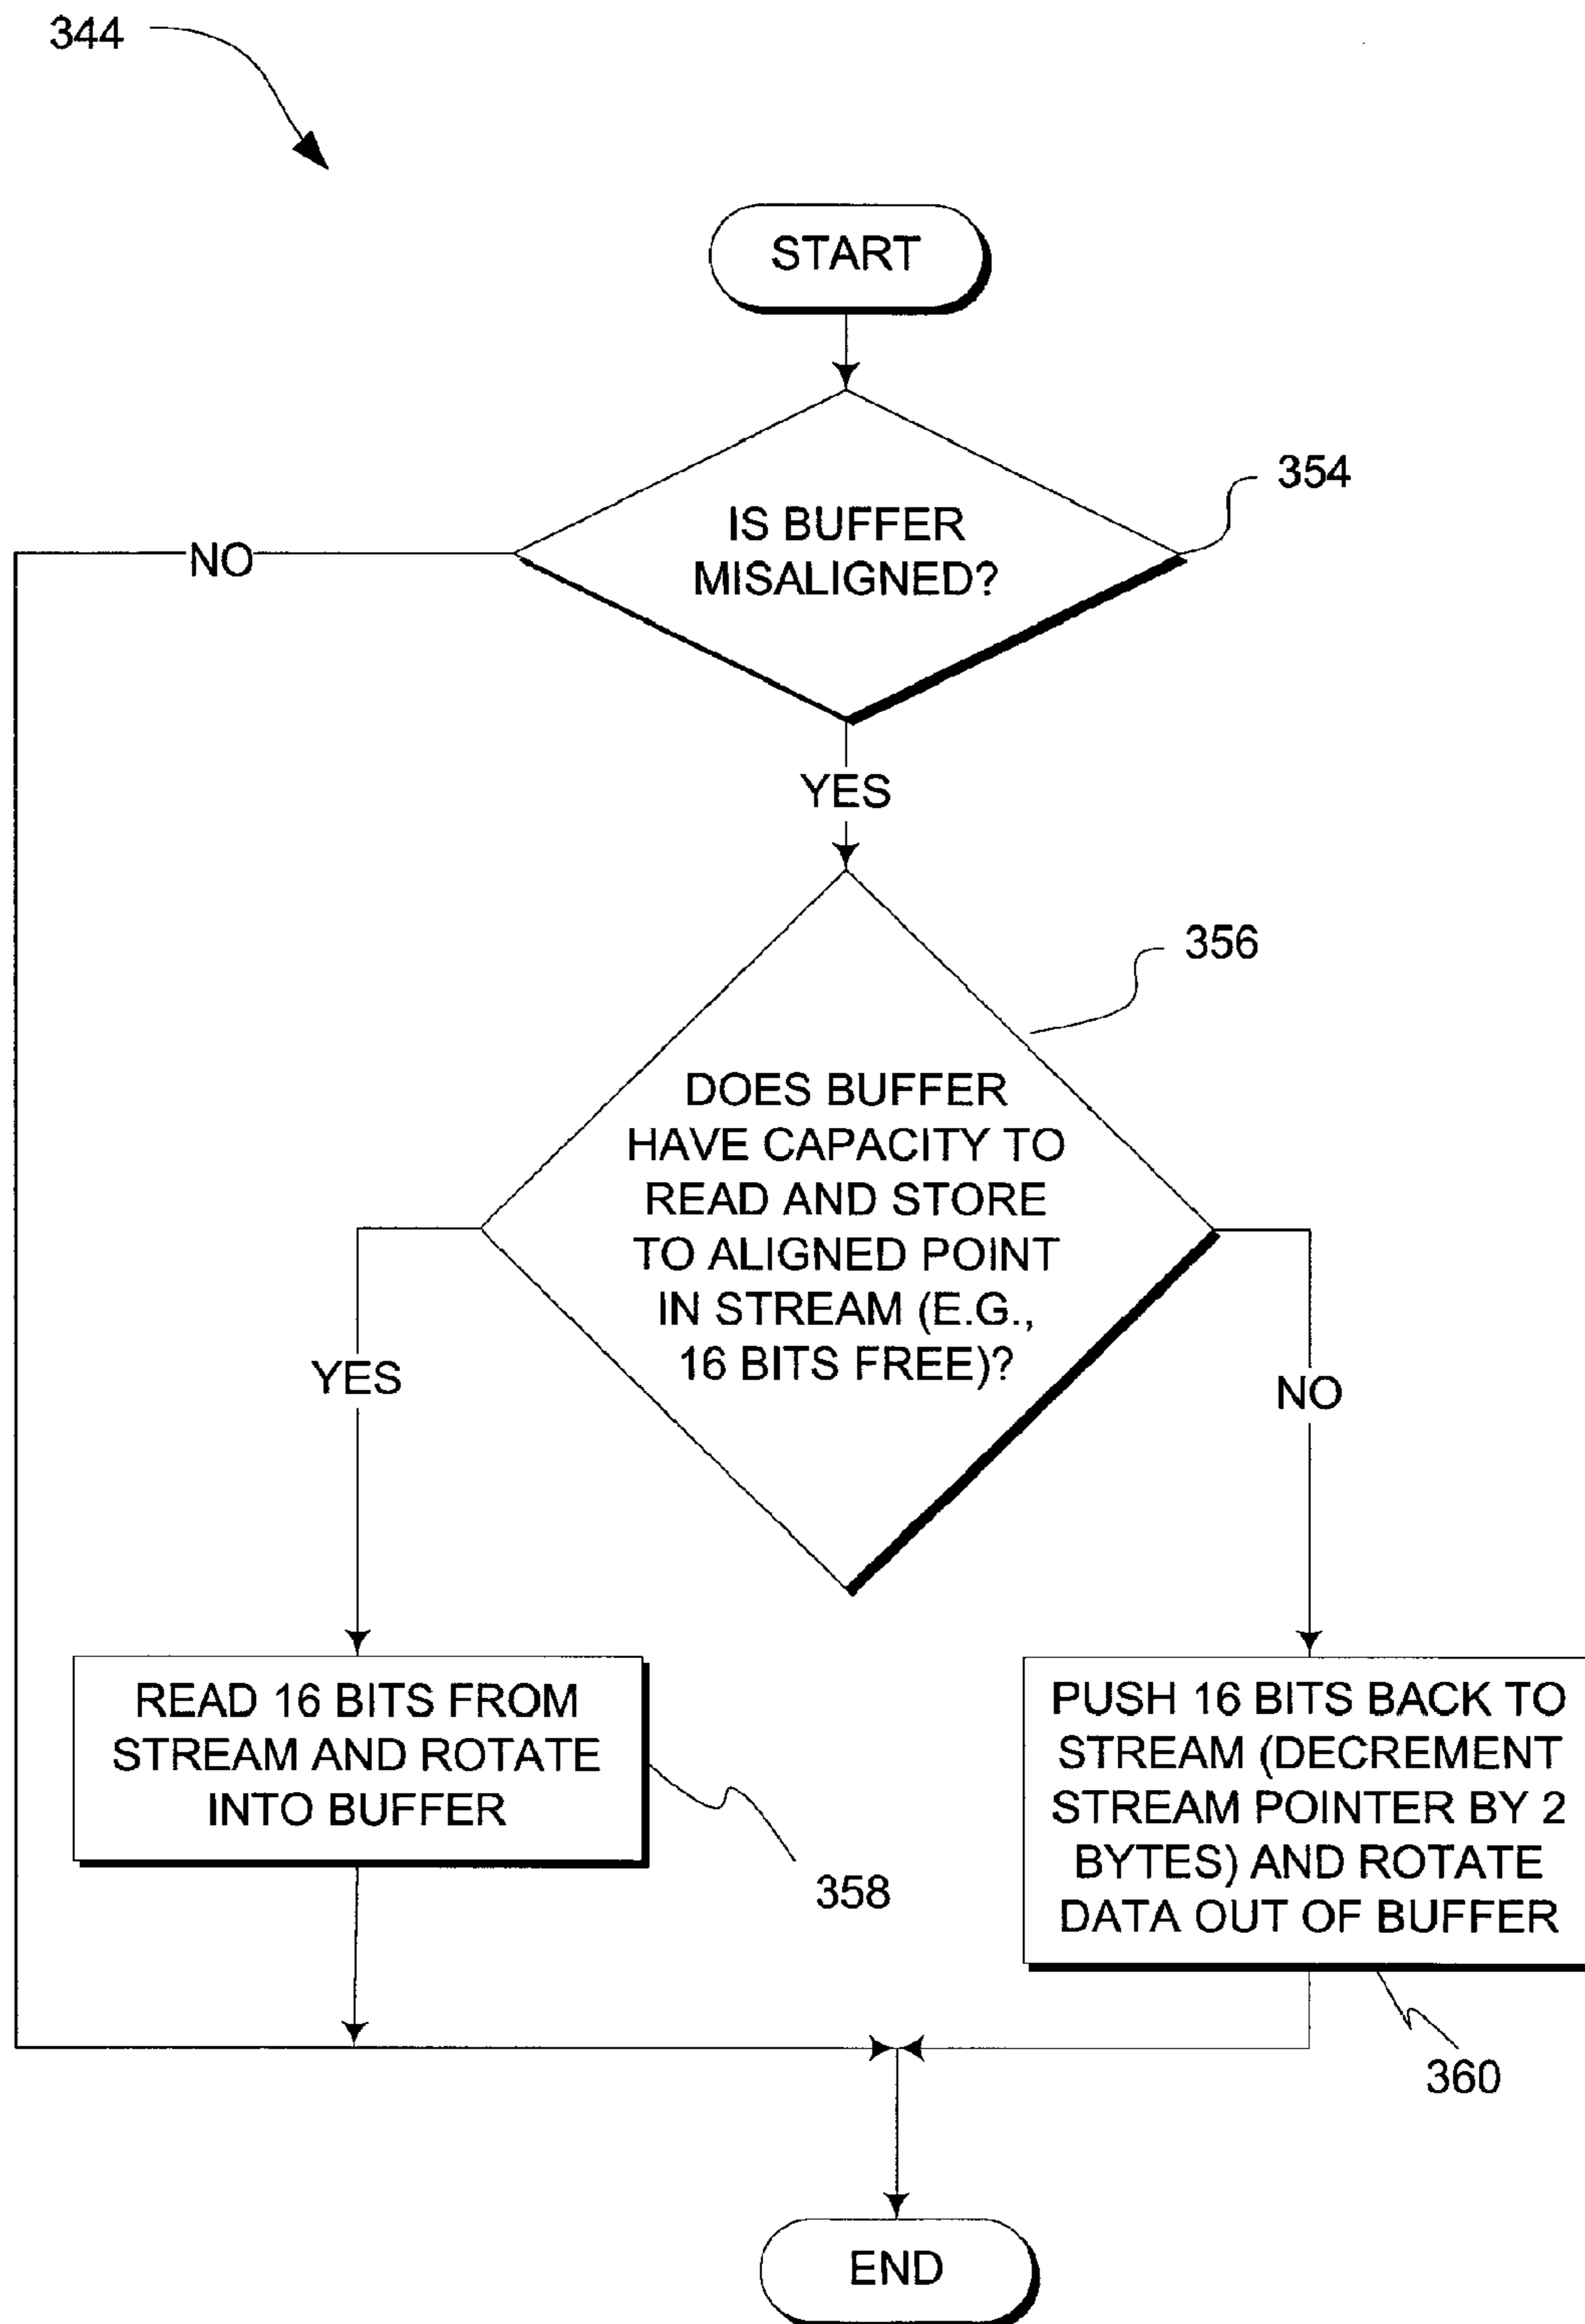 344
START
354
IS BUFFER
MISALIGNED?
NO
YES
356
DOES BUFFER
HAVE CAPACITY TO
READ AND STORE
TO ALIGNED POINT
IN STREAM (E.G.,
16 BITS FREE)?
YES
NO
READ 16 BITS FROM
STREAM AND ROTATE
INTO BUFFER
358
PUSH 16 BITS BACK TO
STREAM (DECREMENT
STREAM POINTER BY 2
BYTES) AND ROTATE
DATA OUT OF BUFFER
360
END